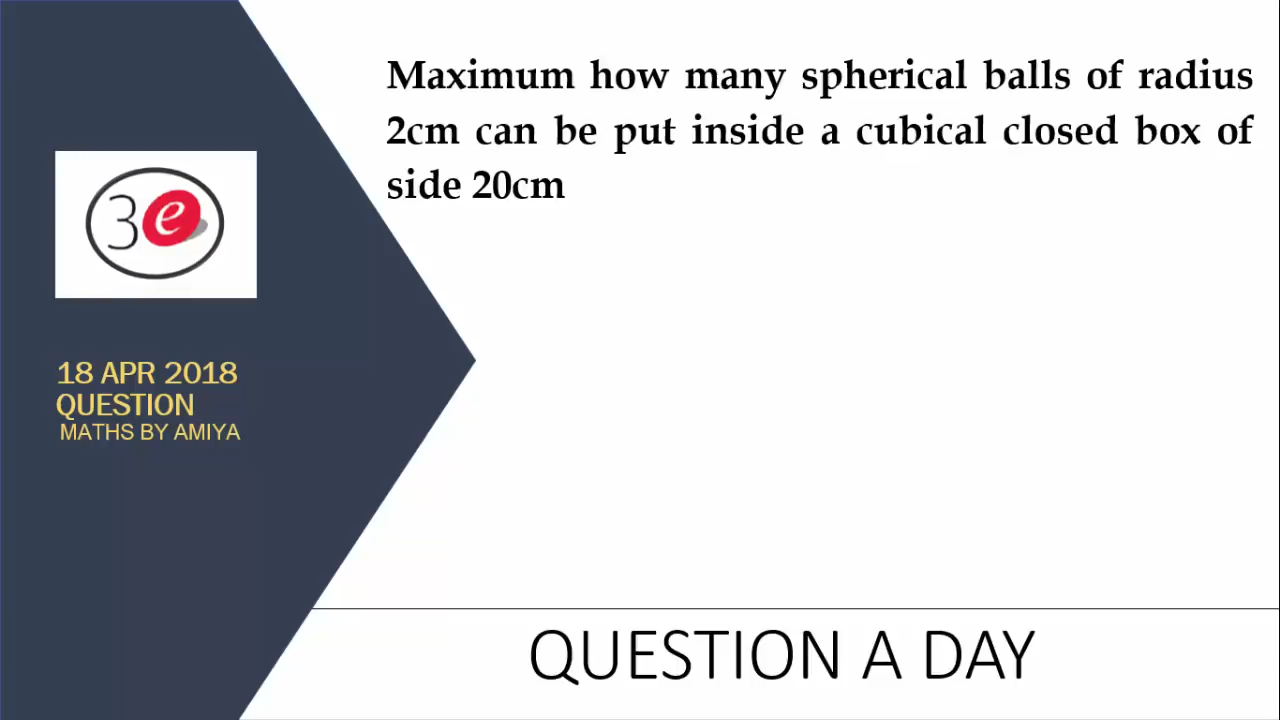 Maximum how many spherical balls of radius
2cm can be put inside a cubical closed box of
side 20cm
3e
18 APR 2018
QUESTION
MATHS BY AMIYA
QUESTION A DAY